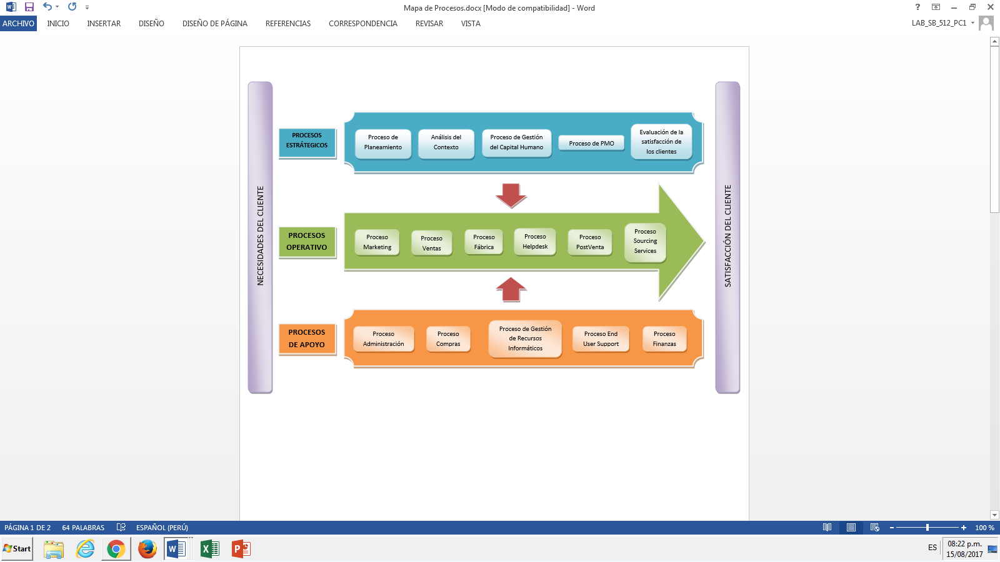 Mapa de Procesos.docx [Modo de compatibilidad] - Word
ARCHIVO INICIO INSERTAR DISEÑO DISEÑO DE PÁGINA REFERENCIAS CORRESPONDENCIA REVISAR VISTA
LAB_SB_512_PC1
NECESIDADES DEL CLIENTE
PROCESOS
ESTRÁTEGICOS
Proceso de
Planeamiento
Análisis del
Contexto
Proceso de Gestión
del Capital Humano
Proceso de PMO
Evaluación de la
satisfacción de
los clientes
PROCESOS
OPERATIVO
Proceso
Marketing
Proceso
Ventas
Proceso
Fábrica
Proceso
Helpdesk
Proceso
PostVenta
Proceso
Sourcing
Services
PROCESOS
DE APOYO
Proceso
Administración
Proceso
Compras
Proceso de Gestión
de Recursos
Informáticos
Proceso End
User Support
Proceso
Finanzas
SATISFACCIÓN DEL CLIENTE
PÁGINA 1 DE 2 64 PALABRAS ESPAÑOL (PERÚ) 100 %
Start
ES
08:22 p.m.
15/08/2017